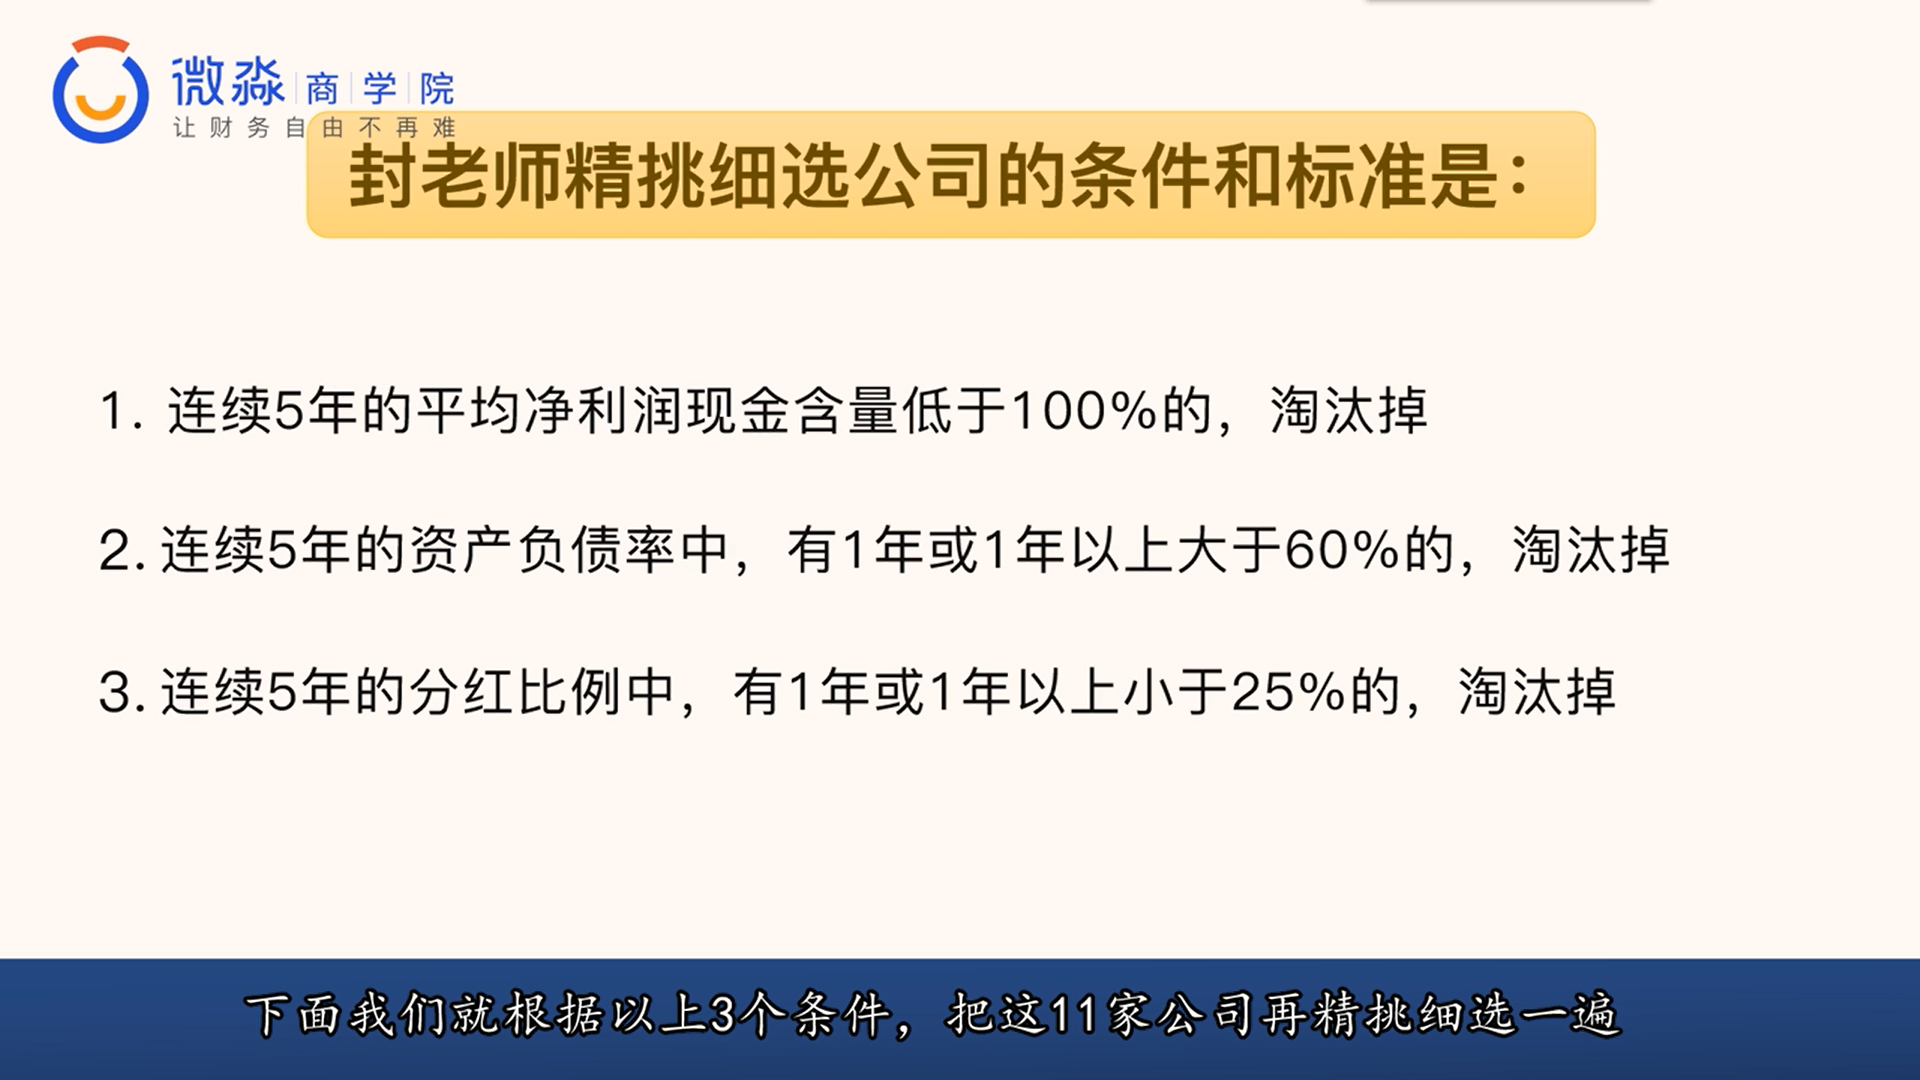 微淼 商学院
让财务自由不再难
封老师精挑细选公司的条件和标准是：
1. 连续5年的平均净利润现金含量低于100%的，淘汰掉
2. 连续5年的资产负债率中，有1年或1年以上大于60%的，淘汰掉
3. 连续5年的分红比例中，有1年或1年以上小于25%的，淘汰掉
下面我们就根据以上3个条件，把这11家公司再精挑细选一遍